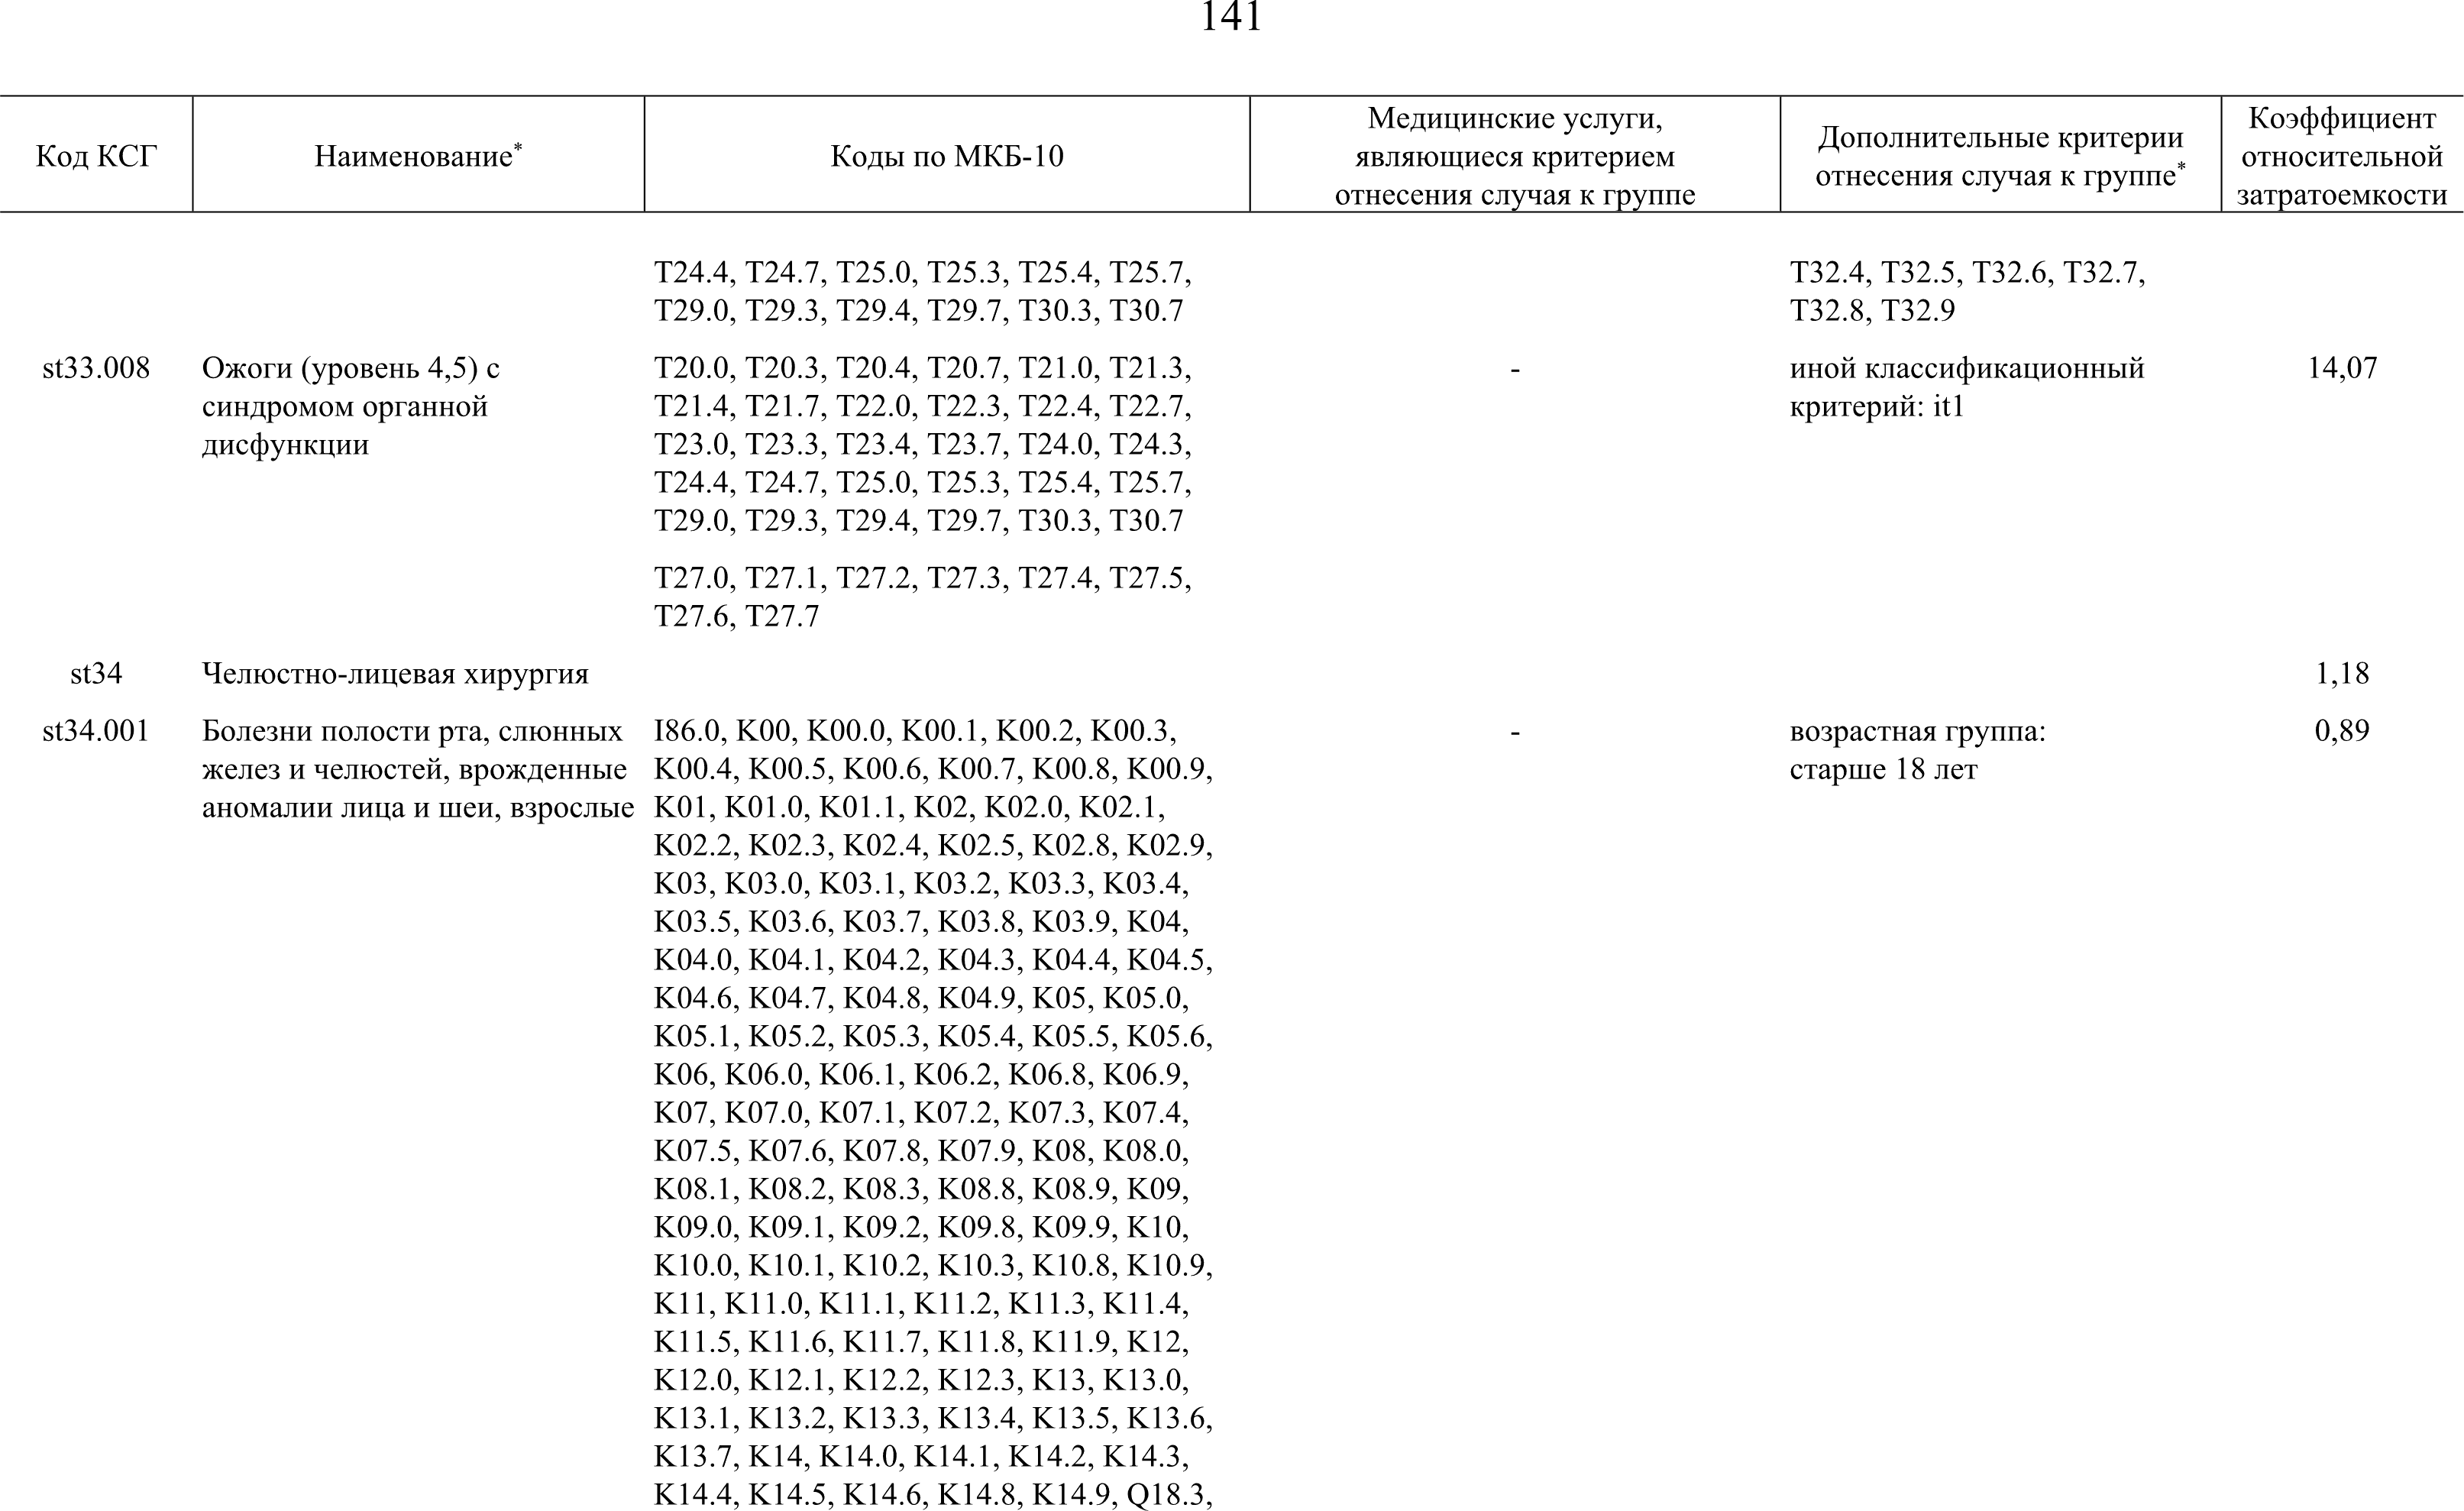 141
Код КСГ
Наименование*
Коды по МКБ-10
Медицинские услуги,
являющиеся критерием
отнесения случая к группе
Дополнительные критерии
отнесения случая к группе*
Коэффициент
относительной
затратоемкости
T24.4, T24.7, T25.0, T25.3, T25.4, T25.7,
T29.0, T29.3, T29.4, T29.7, T30.3, T30.7
T32.4, T32.5, T32.6, T32.7,
T32.8, T32.9
st33.008
Ожоги (уровень 4,5) с
синдромом органной
дисфункции
T20.0, T20.3, T20.4, T20.7, T21.0, T21.3,
T21.4, T21.7, T22.0, T22.3, T22.4, T22.7,
T23.0, T23.3, T23.4, T23.7, T24.0, T24.3,
T24.4, T24.7, T25.0, T25.3, T25.4, T25.7,
T29.0, T29.3, T29.4, T29.7, T30.3, T30.7
T27.0, T27.1, T27.2, T27.3, T27.4, T27.5,
T27.6, T27.7
-
иной классификационный
критерий: it1
14,07
st34
Челюстно-лицевая хирургия
1,18
st34.001
Болезни полости рта, слюнных
желез и челюстей, врожденные
аномалии лица и шеи, взрослые
I86.0, K00, K00.0, K00.1, K00.2, K00.3,
K00.4, K00.5, K00.6, K00.7, K00.8, K00.9,
K01, K01.0, K01.1, K02, K02.0, K02.1,
K02.2, K02.3, K02.4, K02.5, K02.8, K02.9,
K03, K03.0, K03.1, K03.2, K03.3, K03.4,
K03.5, K03.6, K03.7, K03.8, K03.9, K04,
K04.0, K04.1, K04.2, K04.3, K04.4, K04.5,
K04.6, K04.7, K04.8, K04.9, K05, K05.0,
K05.1, K05.2, K05.3, K05.4, K05.5, K05.6,
K06, K06.0, K06.1, K06.2, K06.8, K06.9,
K07, K07.0, K07.1, K07.2, K07.3, K07.4,
K07.5, K07.6, K07.8, K07.9, K08, K08.0,
K08.1, K08.2, K08.3, K08.8, K08.9, K09,
K09.0, K09.1, K09.2, K09.8, K09.9, K10,
K10.0, K10.1, K10.2, K10.3, K10.8, K10.9,
K11, K11.0, K11.1, K11.2, K11.3, K11.4,
K11.5, K11.6, K11.7, K11.8, K11.9, K12,
K12.0, K12.1, K12.2, K12.3, K13, K13.0,
K13.1, K13.2, K13.3, K13.4, K13.5, K13.6,
K13.7, K14, K14.0, K14.1, K14.2, K14.3,
K14.4, K14.5, K14.6, K14.8, K14.9, Q18.3,
-
возрастная группа:
старше 18 лет
0,89